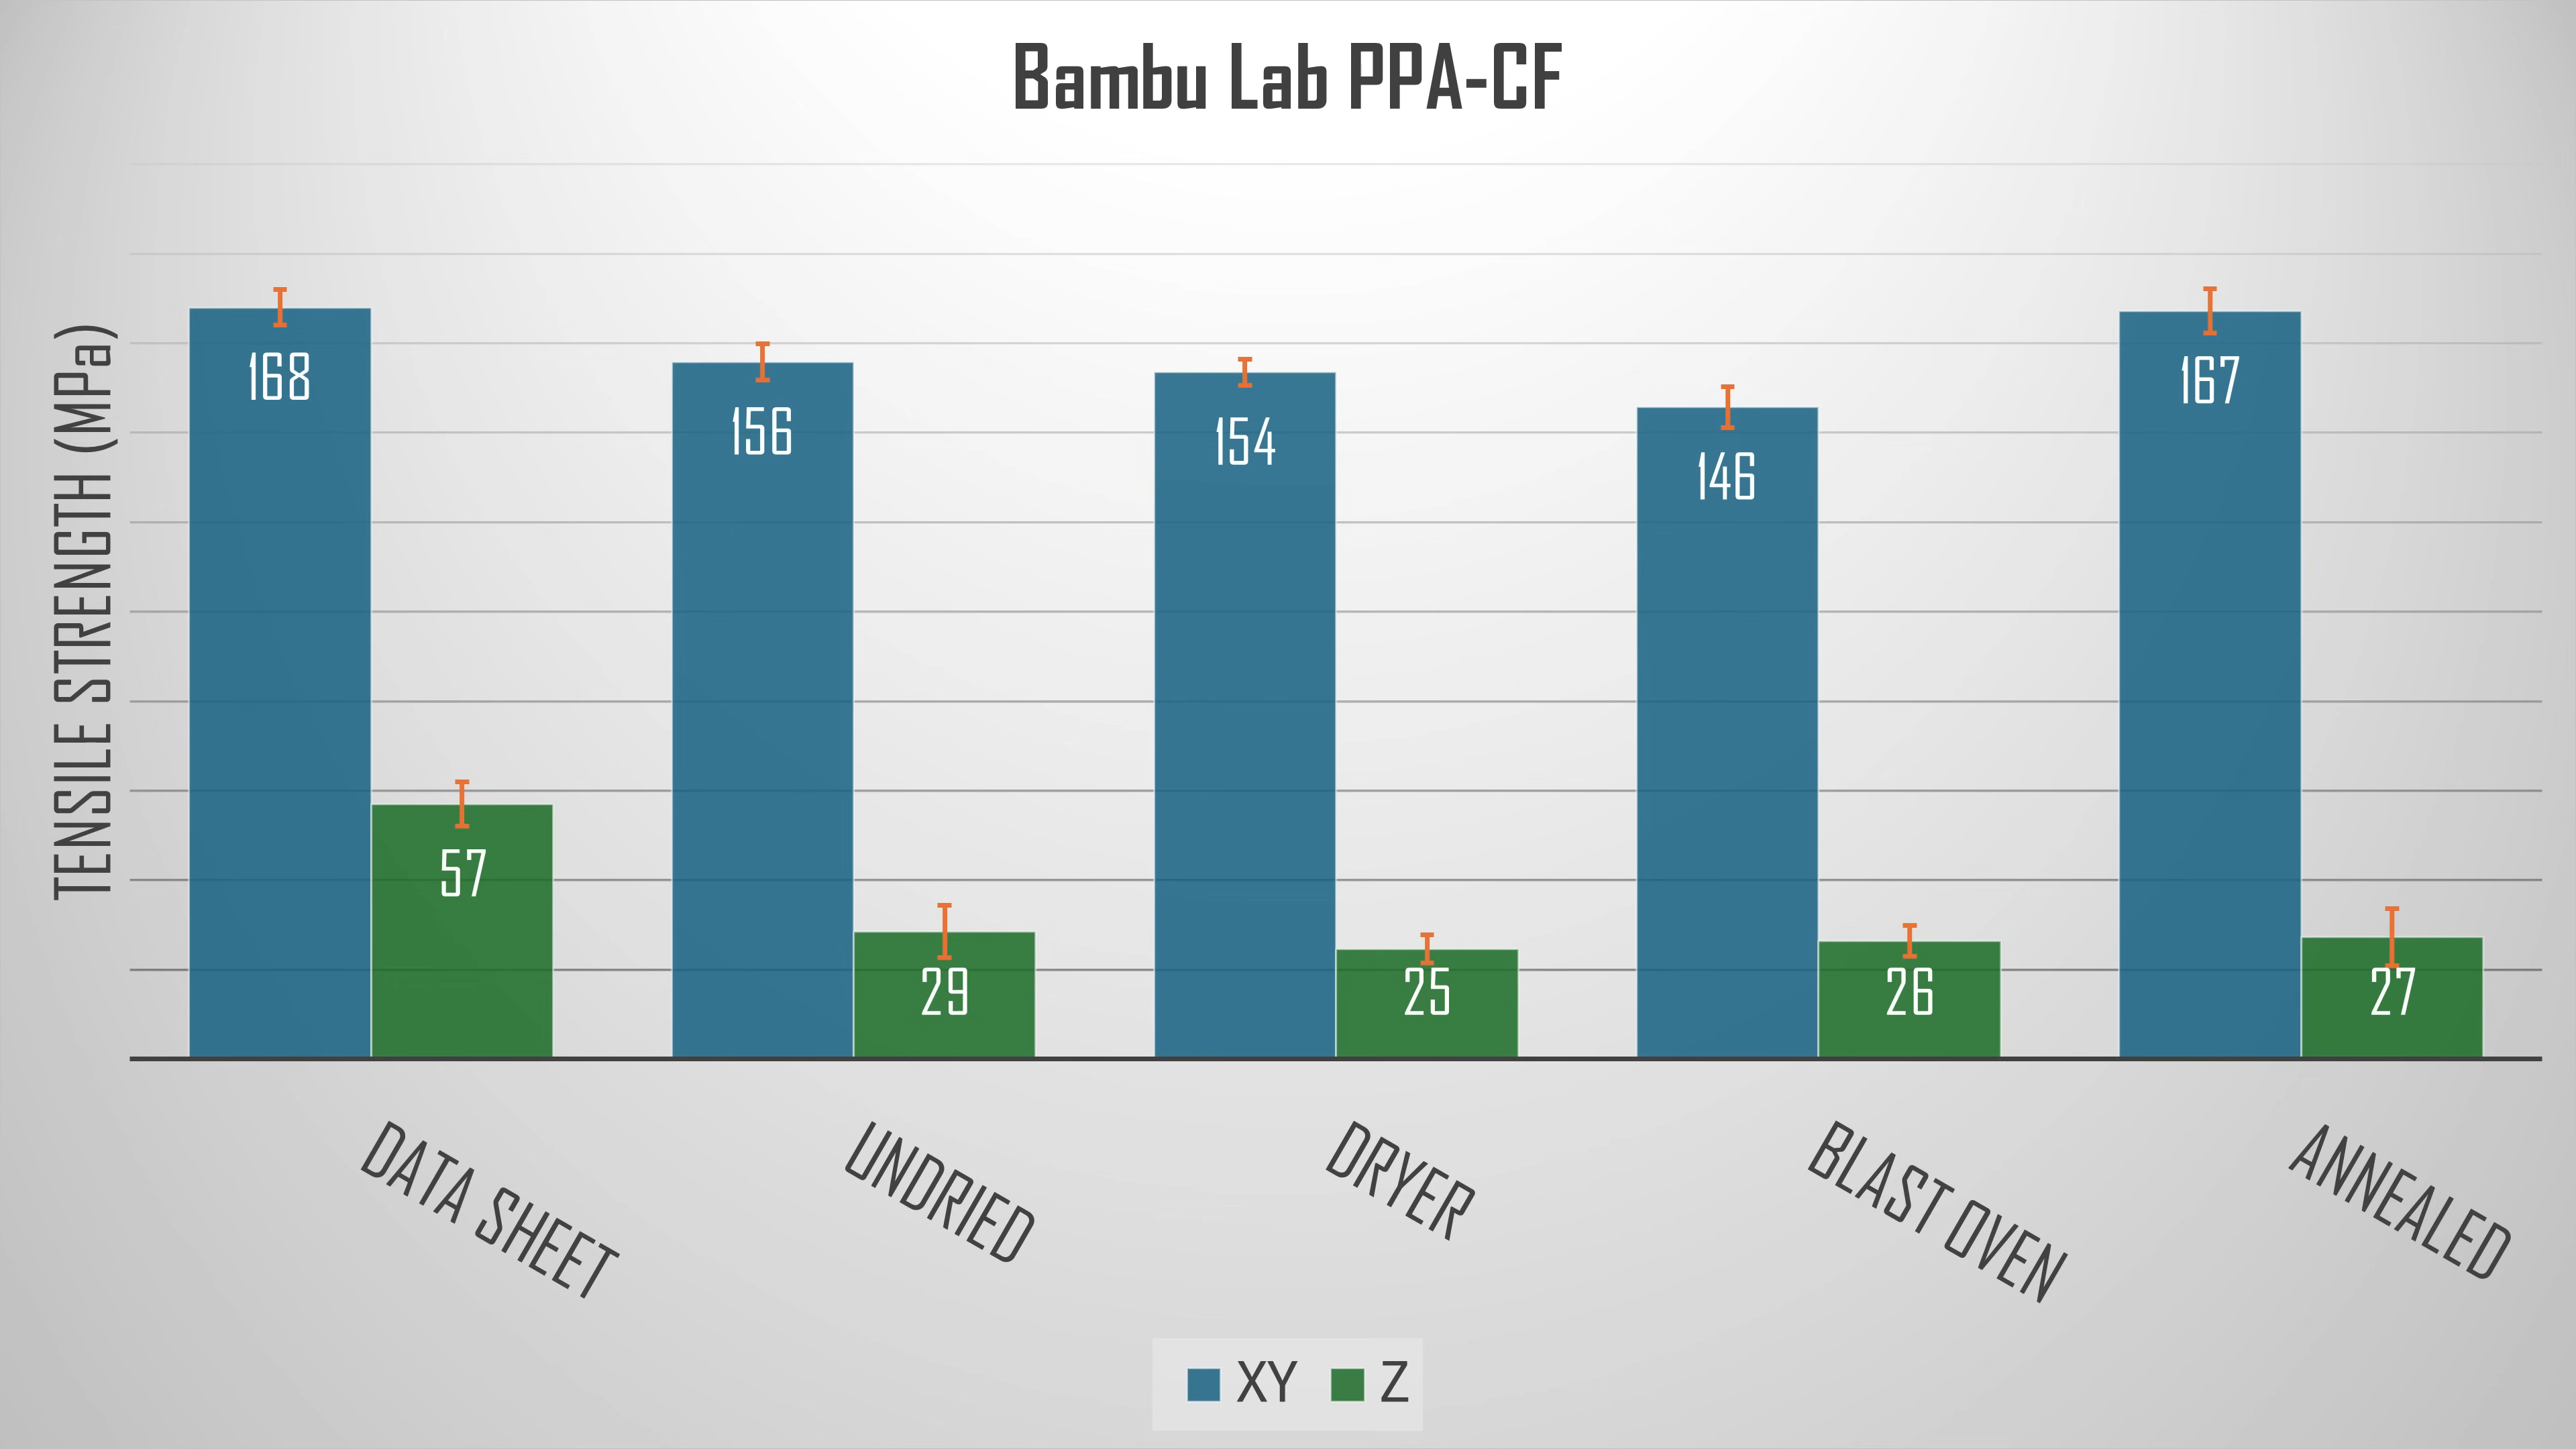 Bambu Lab PPA-CF
TENSILE STRENGTH (MPa)
168
57
156
29
154
25
146
26
167
27
DATA SHEET
UNDRIED
DRYER
BLAST OVEN
ANNEALED
XY
Z